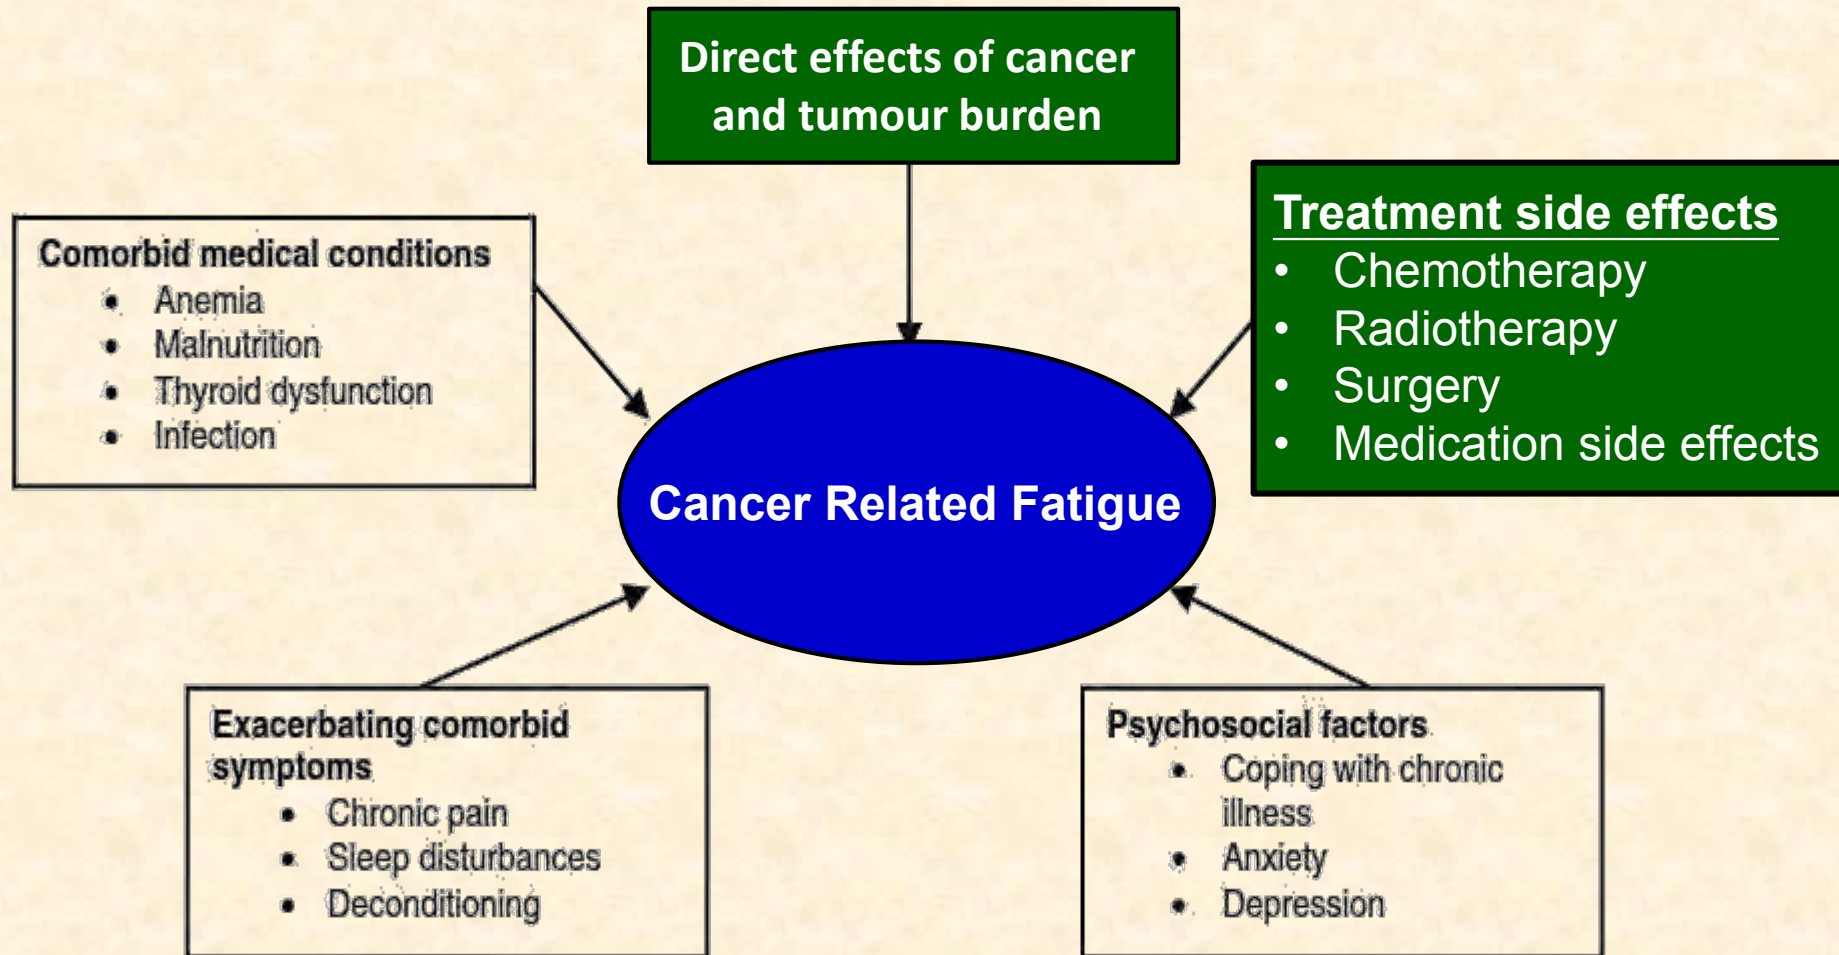 Direct effects of cancer
and tumour burden
Comorbid medical conditions
• Anemia
• Malnutrition
• Thyroid dysfunction
• Infection
Treatment side effects
• Chemotherapy
• Radiotherapy
• Surgery
• Medication side effects
Cancer Related Fatigue
Exacerbating comorbid
symptoms
• Chronic pain
• Sleep disturbances
• Deconditioning
Psychosocial factors
• Coping with chronic
illness
• Anxiety
• Depression